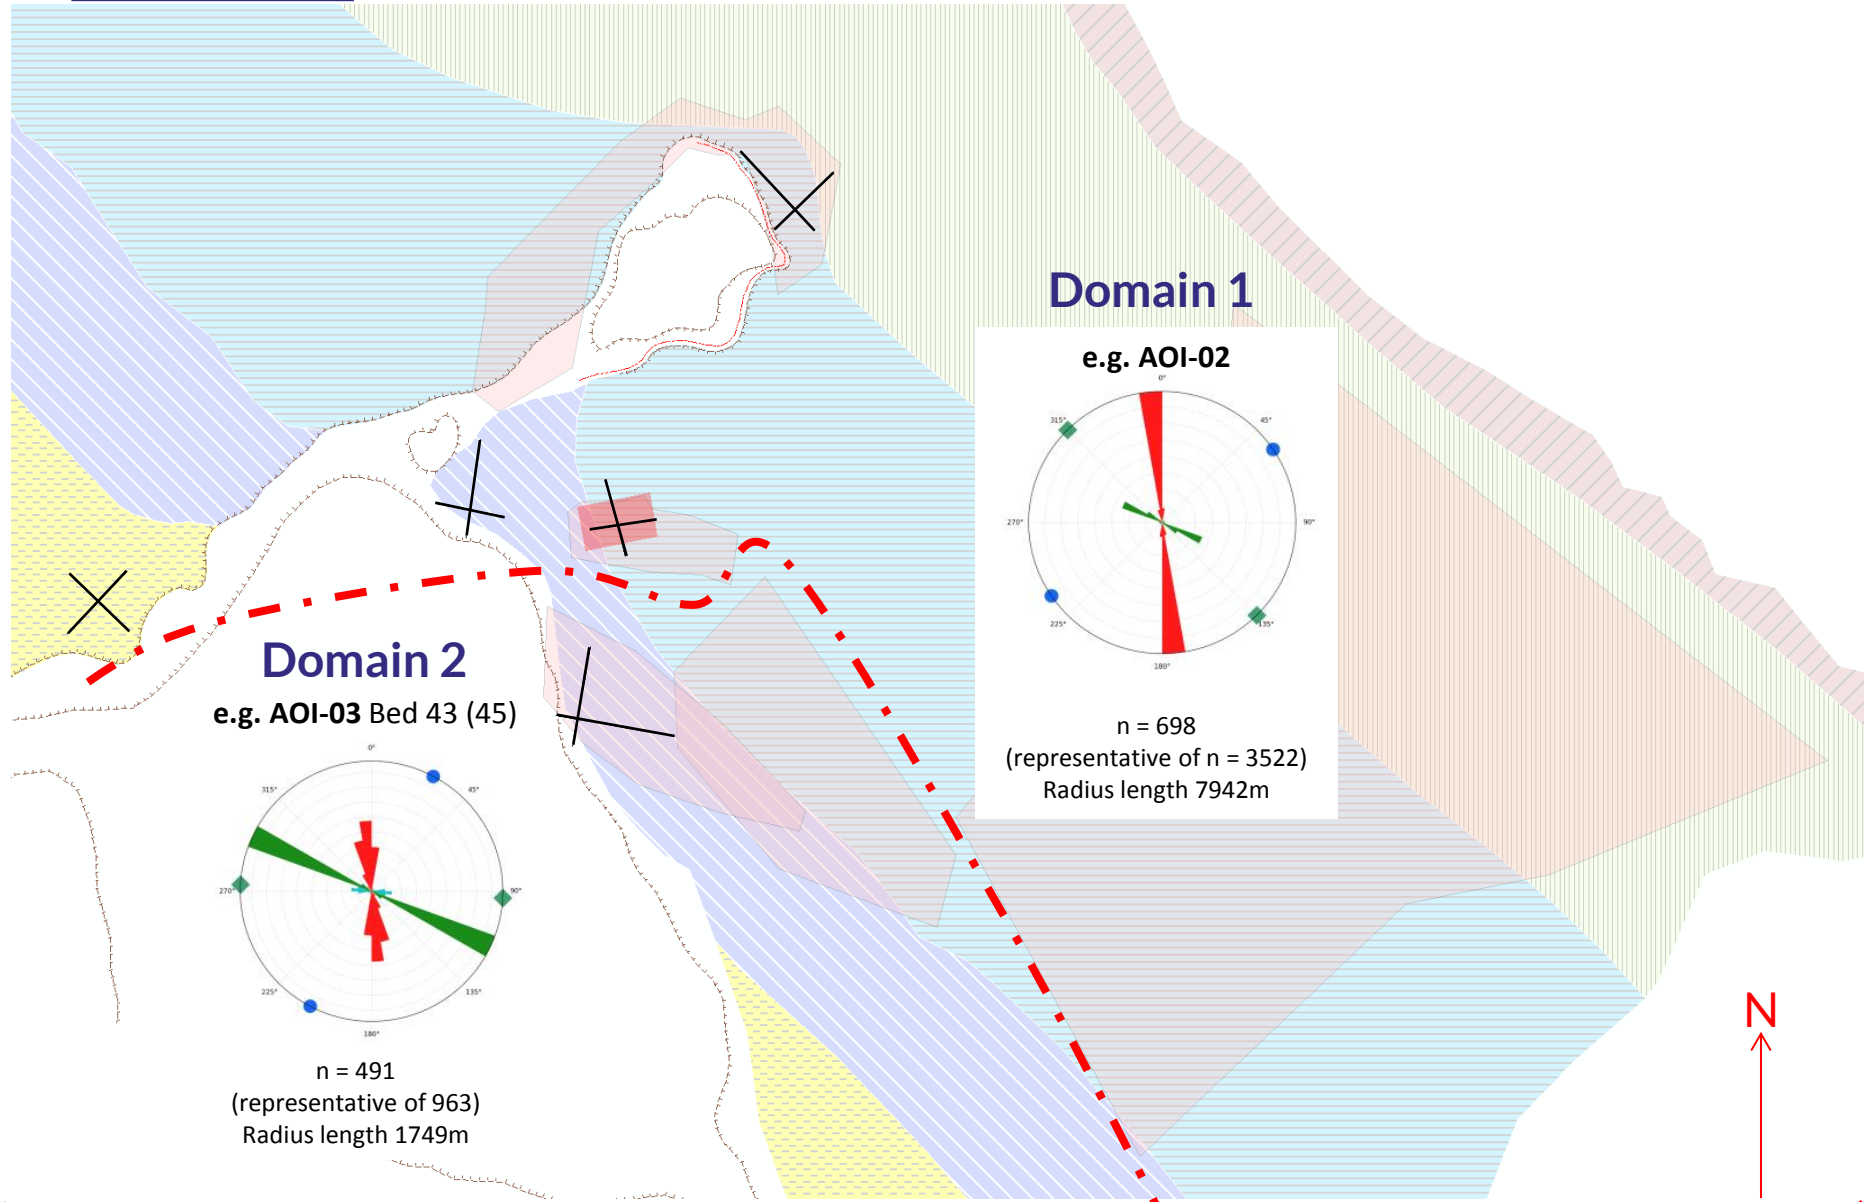 Domain 1
e.g. AOI-02
0°
315°
45°
270°
90°
225°
135°
180°
n = 698
(representative of n = 3522)
Radius length 7942m
Domain 2
e.g. AOI-03 Bed 43 (45)
0°
315°
45°
270°
90°
225°
135°
180°
n = 491
(representative of 963)
Radius length 1749m
N